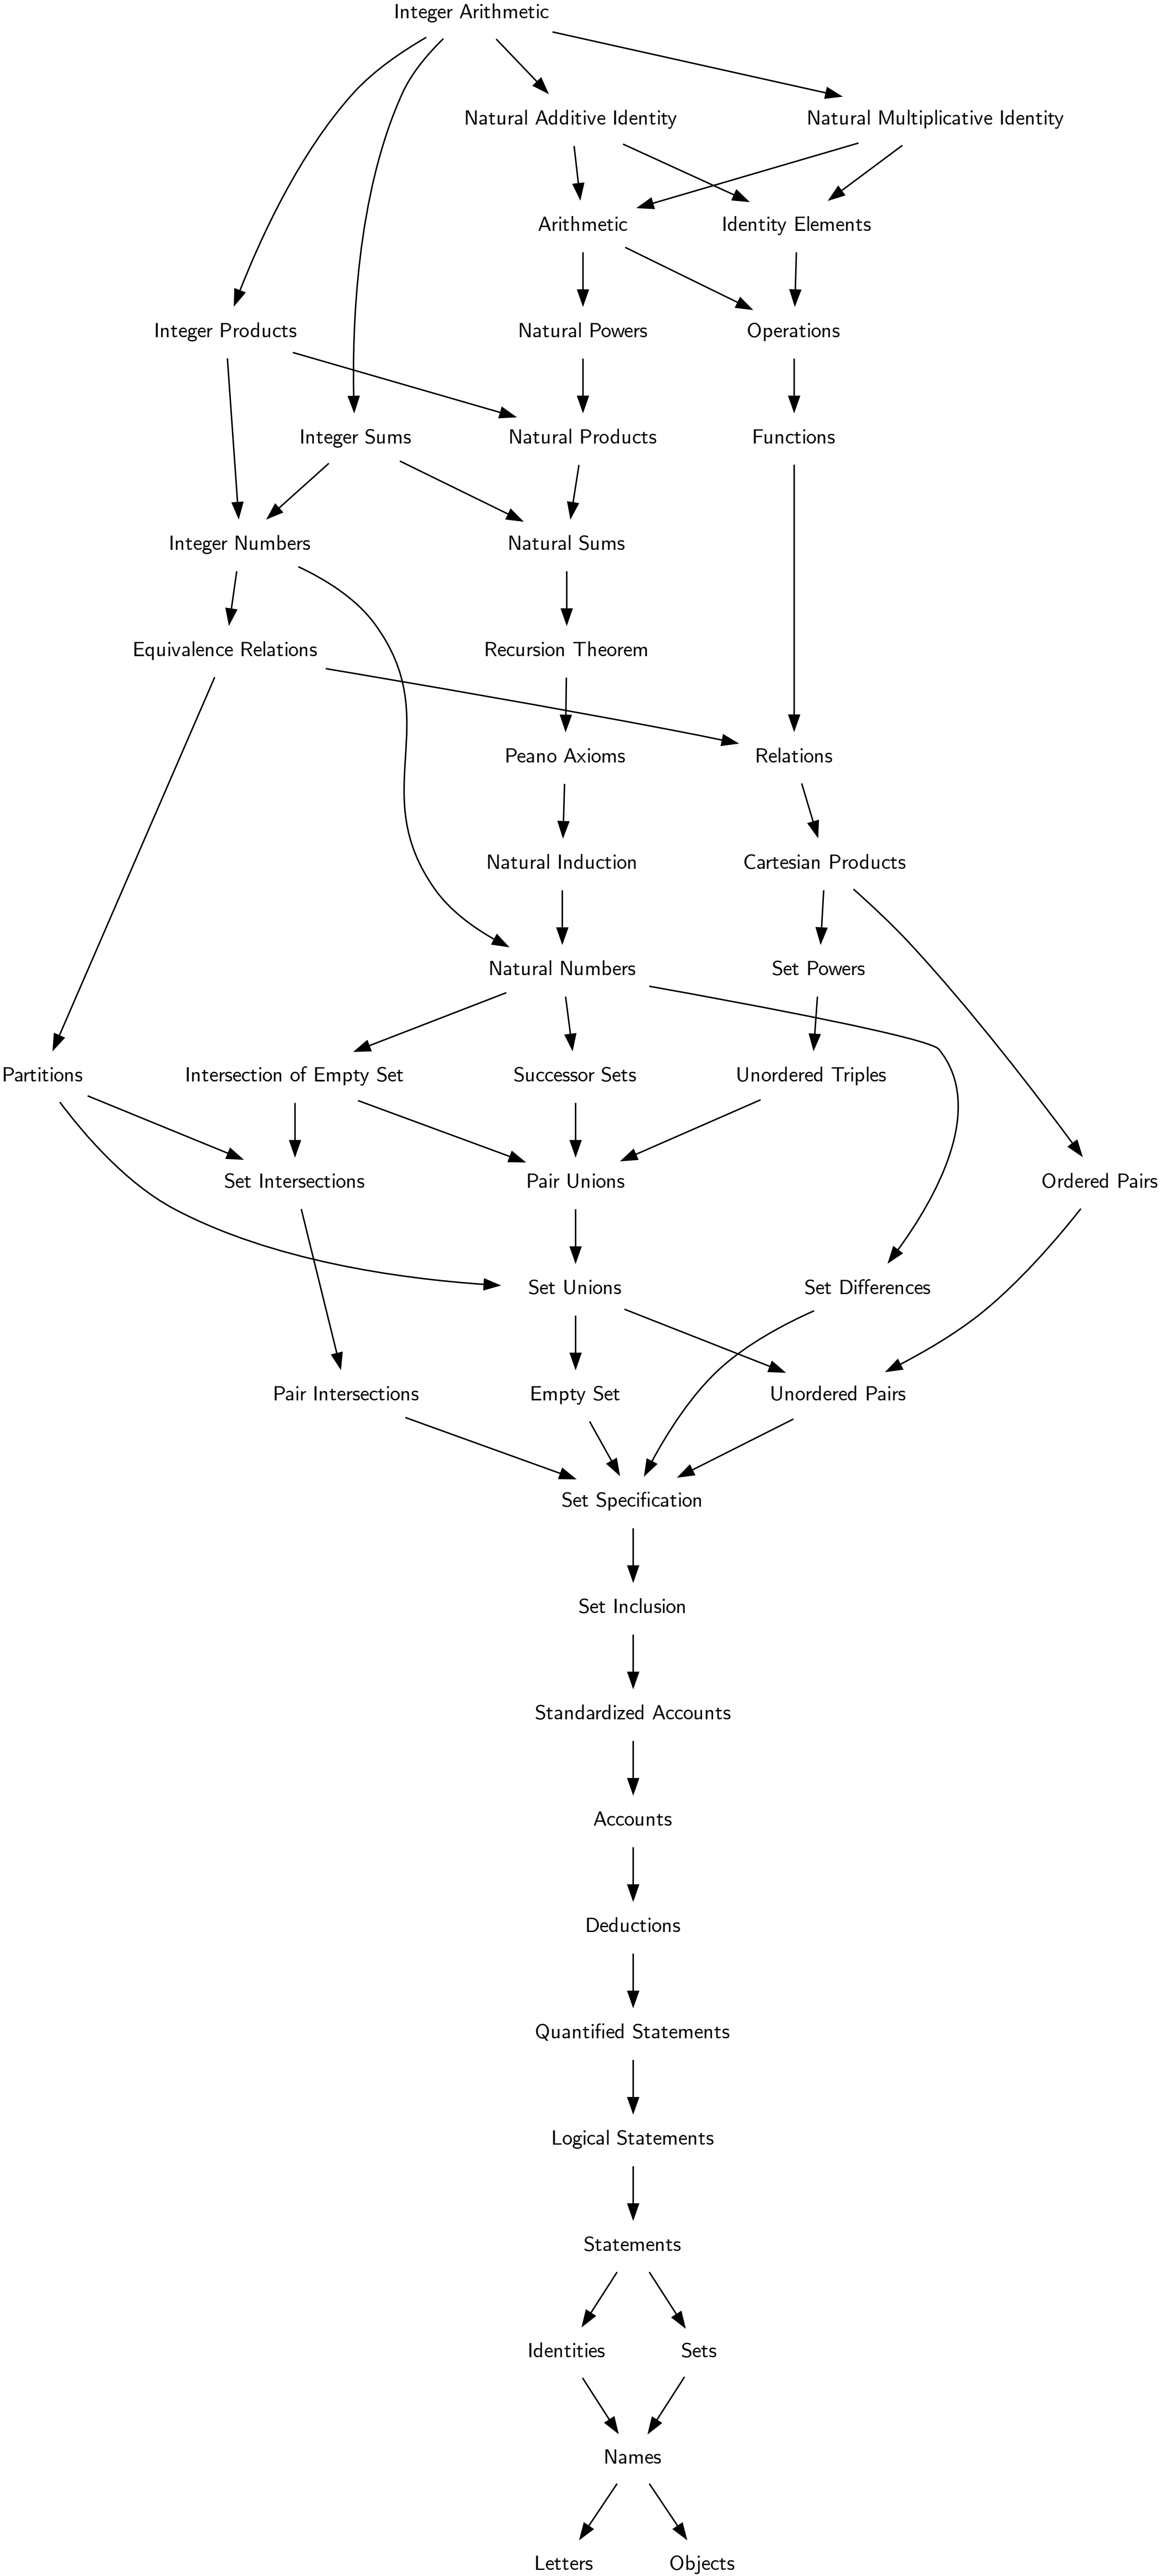 Integer Arithmetic
Natural Additive Identity
Natural Multiplicative Identity
Arithmetic
Identity Elements
Integer Products
Natural Powers
Operations
Integer Sums
Natural Products
Functions
Integer Numbers
Natural Sums
Equivalence Relations
Recursion Theorem
Peano Axioms
Relations
Natural Induction
Cartesian Products
Natural Numbers
Set Powers
Partitions
Intersection of Empty Set
Successor Sets
Unordered Triples
Set Intersections
Pair Unions
Ordered Pairs
Set Unions
Set Differences
Pair Intersections
Empty Set
Unordered Pairs
Set Specification
Set Inclusion
Standardized Accounts
Accounts
Deductions
Quantified Statements
Logical Statements
Statements
Identities
Sets
Names
Letters
Objects